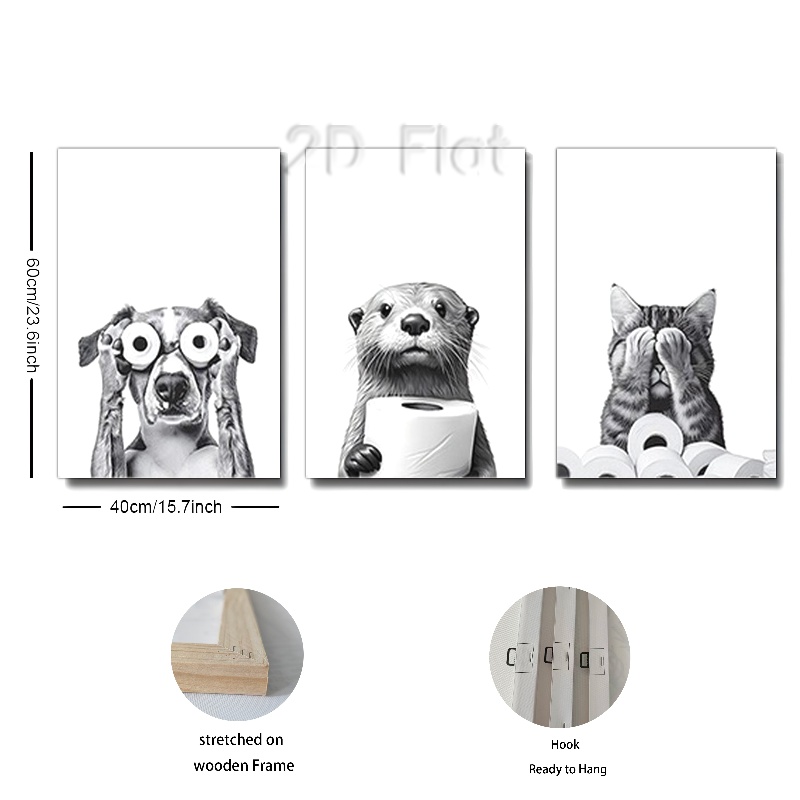 2D Flat
60cm/23.6inch
40cm/15.7inch
stretched on
wooden Frame
Hook
Ready to Hang